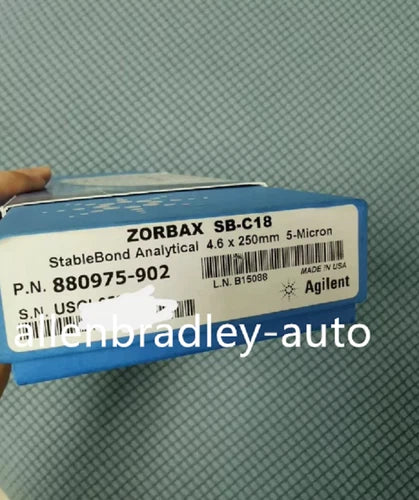 ZORBAX SB-C18
StableBond Analytical 4.6 x 250mm 5-Micron
P.N. 880975-902
L.N. B15088
MADE IN USA
S.N.
Agilent
allenbradley-auto